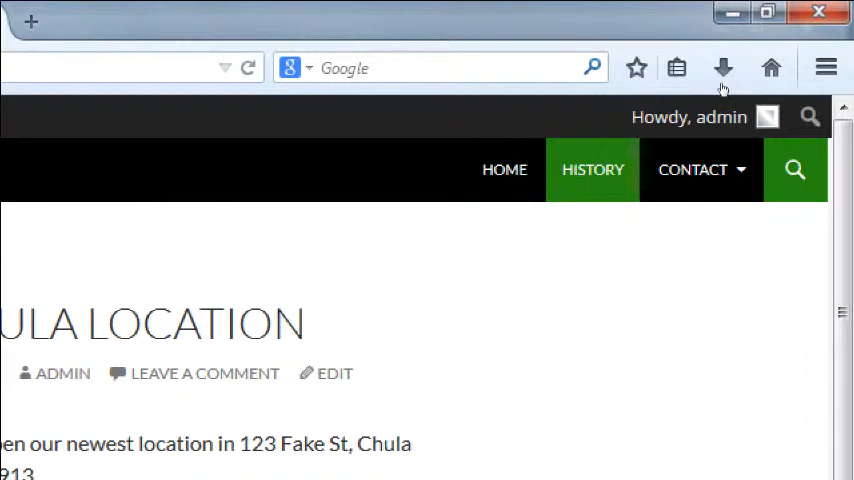 Google
Howdy, admin
HOME HISTORY CONTACT
ULA LOCATION
ADMIN LEAVE A COMMENT EDIT
pen our newest location in 123 Fake St, Chula
913